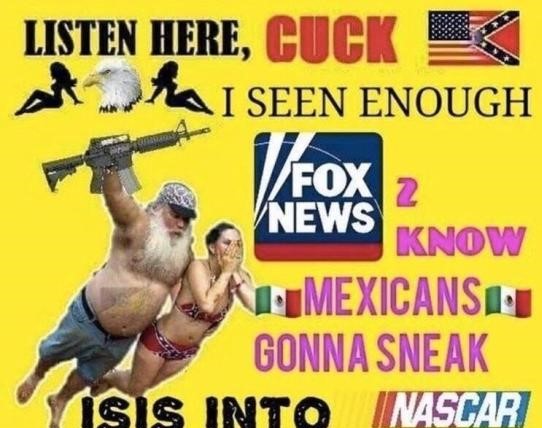 LISTEN HERE, CUCK
I SEEN ENOUGH
FOX NEWS 2
KNOW
MEXICANS
GONNA SNEAK
ISIS INTO NASCAR